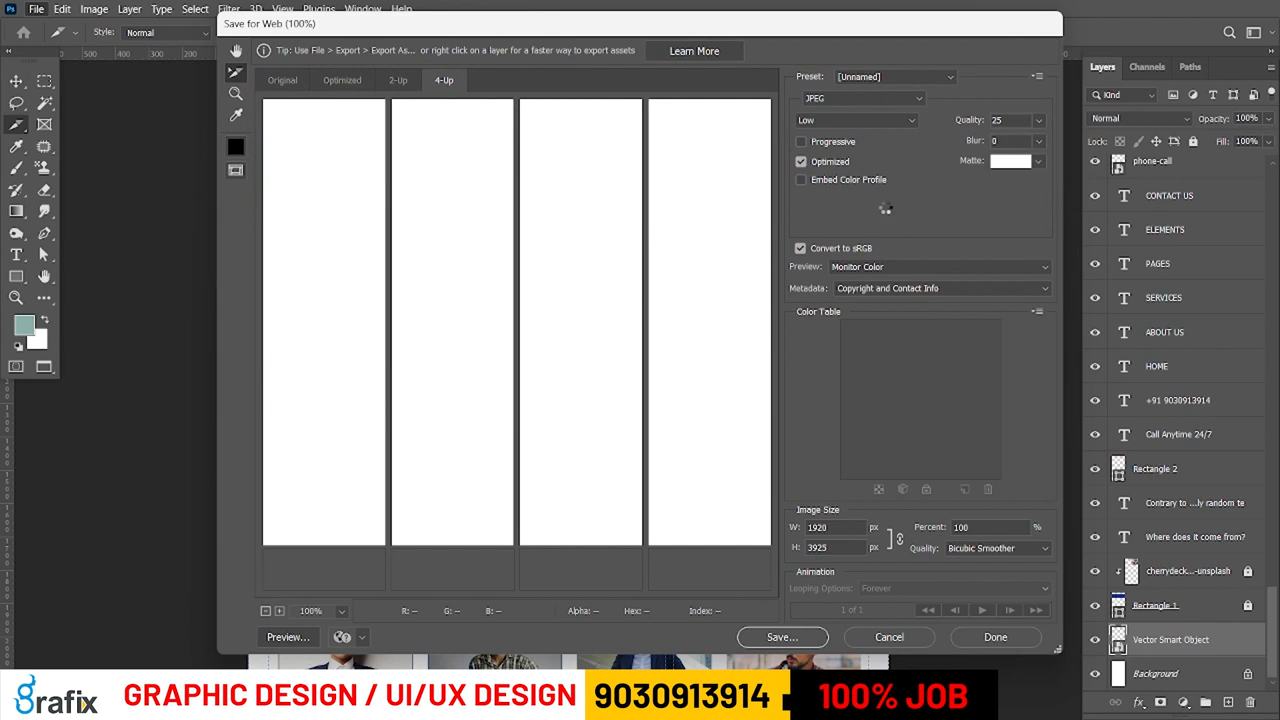 File Edit Image Layer Type Select Filter 3D View Plugins Window Help
Save for Web (100%)
Style: Normal
Tip: Use File > Export > Export As... or right click on a layer for a faster way to export assets
Learn More
Original Optimized 2-Up 4-Up
Preset: [Unnamed]
JPEG
Low
Quality: 25
Progressive
Blur: 0
Optimized
Matte:
Embed Color Profile
Convert to sRGB
Preview: Monitor Color
Metadata: Copyright and Contact Info
Color Table
Image Size
W: 1920 px
Percent: 100 %
H: 3925 px
Quality: Bicubic Smoother
Animation
Looping Options: Forever
1 of 1
100%
R: -- G: -- B: -- Alpha: -- Hex: -- Index: --
Preview... Save... Cancel Done
Layers Channels Paths
Kind
Normal Opacity: 100%
Lock: Fill: 100%
phone-call
CONTACT US
ELEMENTS
PAGES
SERVICES
ABOUT US
HOME
+91 9030913914
Call Anytime 24/7
Rectangle 2
Contrary to ...ly random te
Where does it come from?
cherrydeck...-unsplash
Rectangle 1
Vector Smart Object
Background
grafix
GRAPHIC DESIGN / UI/UX DESIGN 9030913914 100% JOB